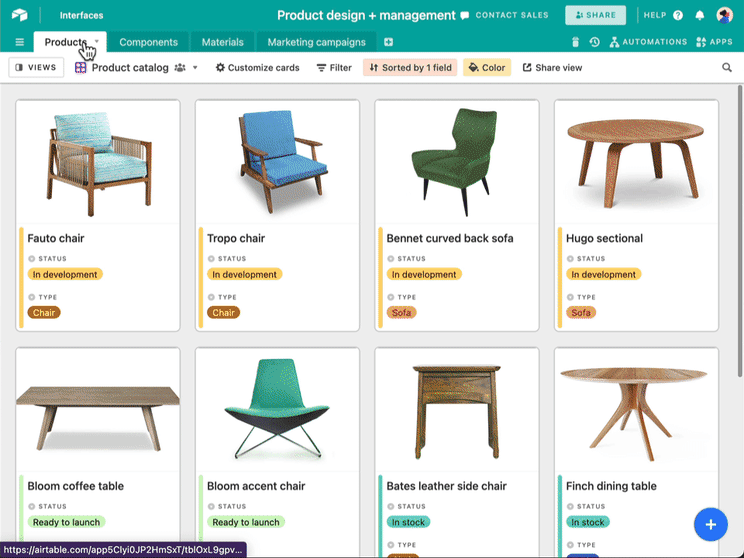 Interfaces
Product design + management
CONTACT SALES
SHARE
HELP
Products
Components
Materials
Marketing campaigns
AUTOMATIONS
APPS
VIEWS
Product catalog
Customize cards
Filter
Sorted by 1 field
Color
Share view
Fauto chair
Tropo chair
Bennet curved back sofa
Hugo sectional
STATUS
STATUS
STATUS
STATUS
In development
In development
In development
In development
TYPE
TYPE
TYPE
TYPE
Chair
Chair
Sofa
Sofa
Bloom coffee table
Bloom accent chair
Bates leather side chair
Finch dining table
STATUS
STATUS
STATUS
STATUS
Ready to launch
Ready to launch
In stock
In stock
TYPE
TYPE
https://airtable.com/app5CIyi0JP2HmSxT/tblOxL9gpv...